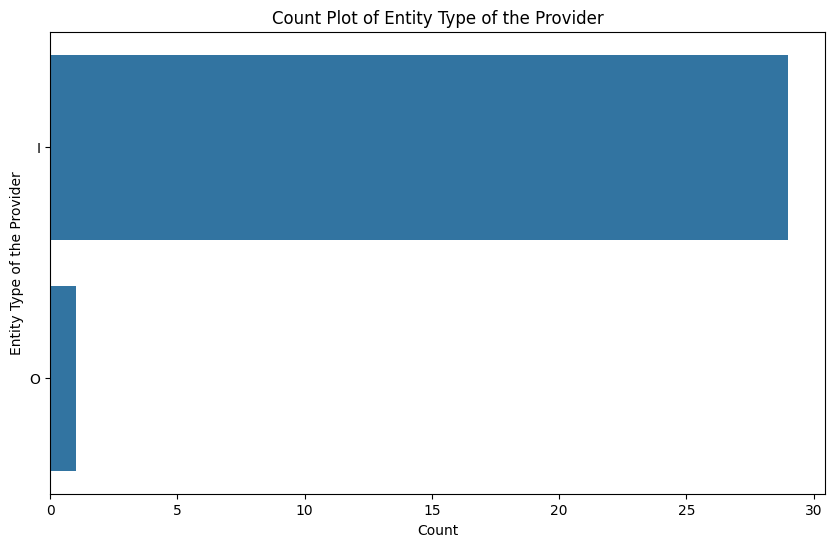 Count Plot of Entity Type of the Provider
Entity Type of the Provider
I
O
0 5 10 15 20 25 30
Count